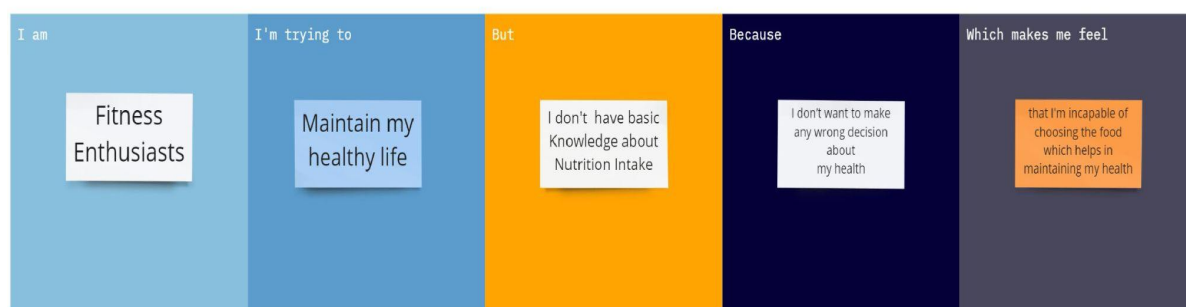 I am
Fitness
Enthusiasts
I'm trying to
Maintain my
healthy life
But
I don't have basic
Knowledge about
Nutrition Intake
Because
I don't want to make
any wrong decision
about
my health
Which makes me feel
that I'm incapable of
choosing the food
which helps in
maintaining my health